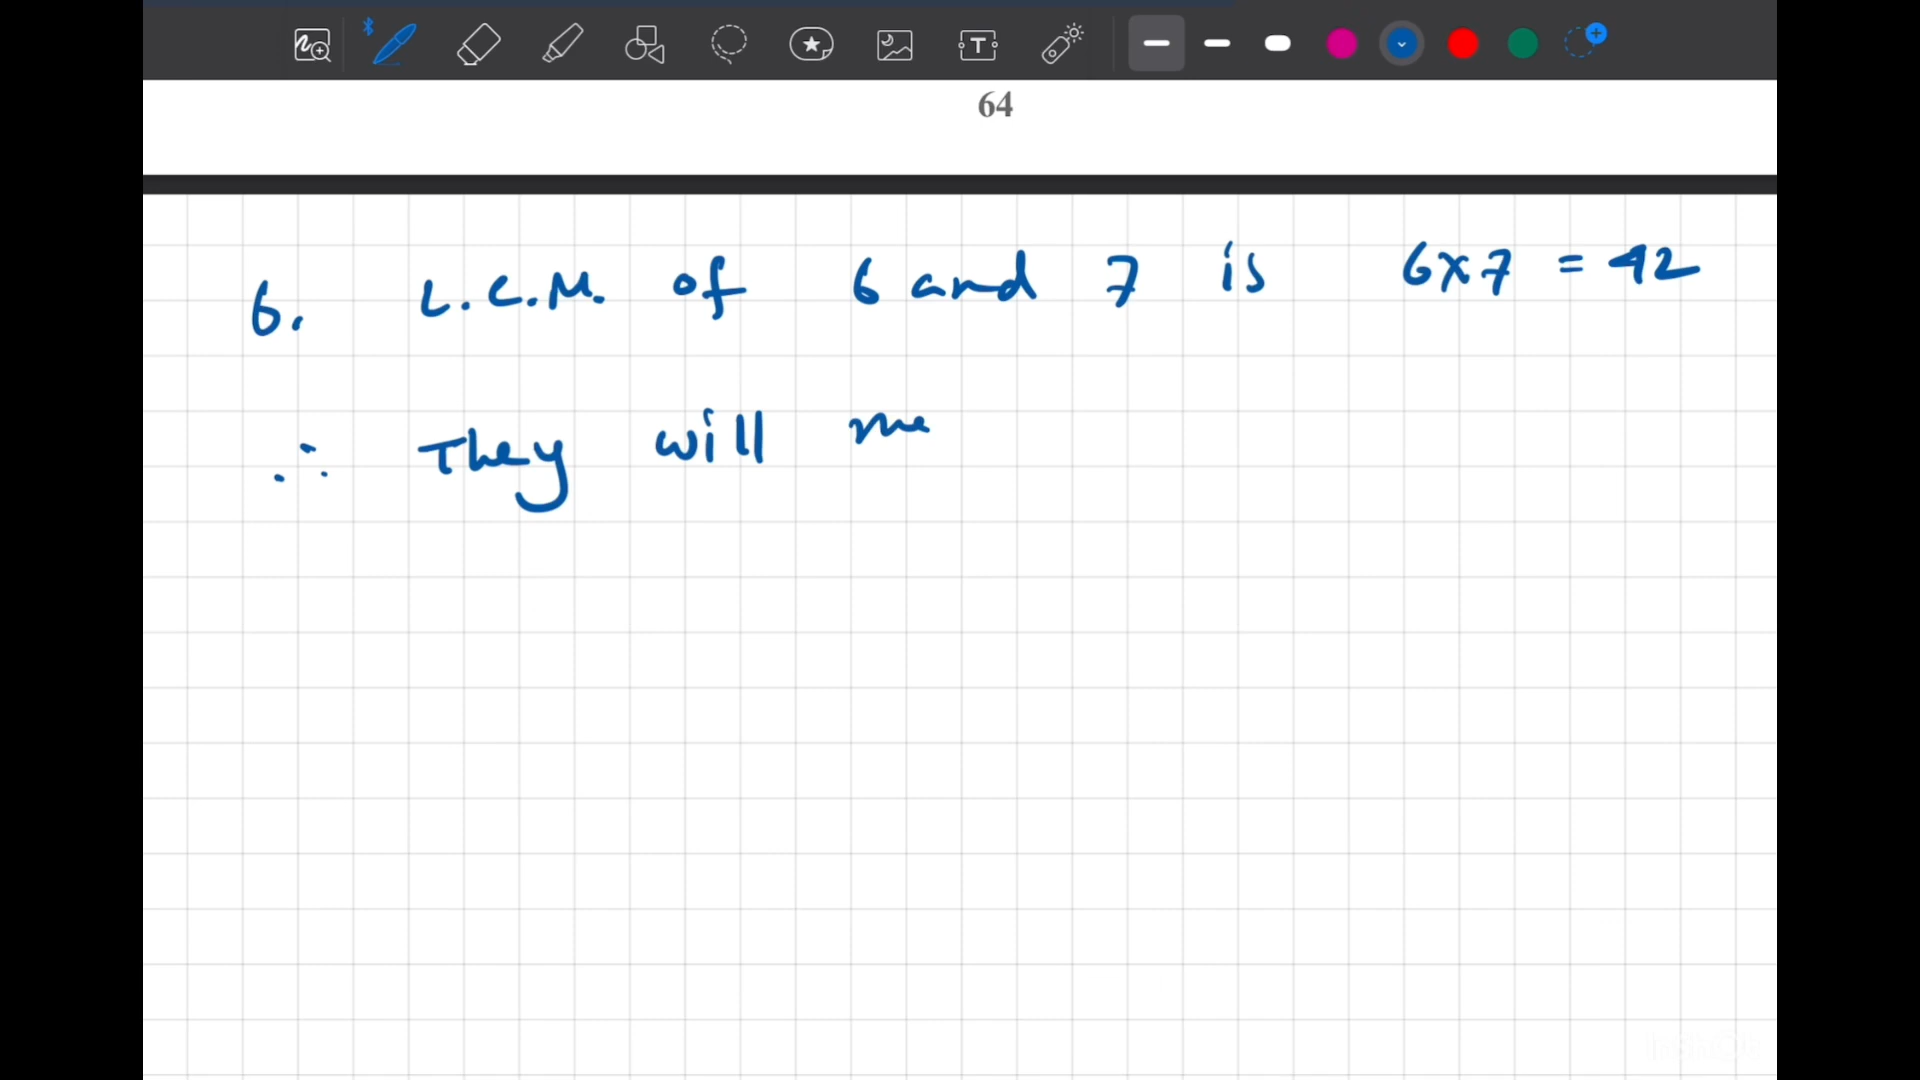 64
6. L.C.M. of 6 and 7 is 6x7 = 42
∴ They will me